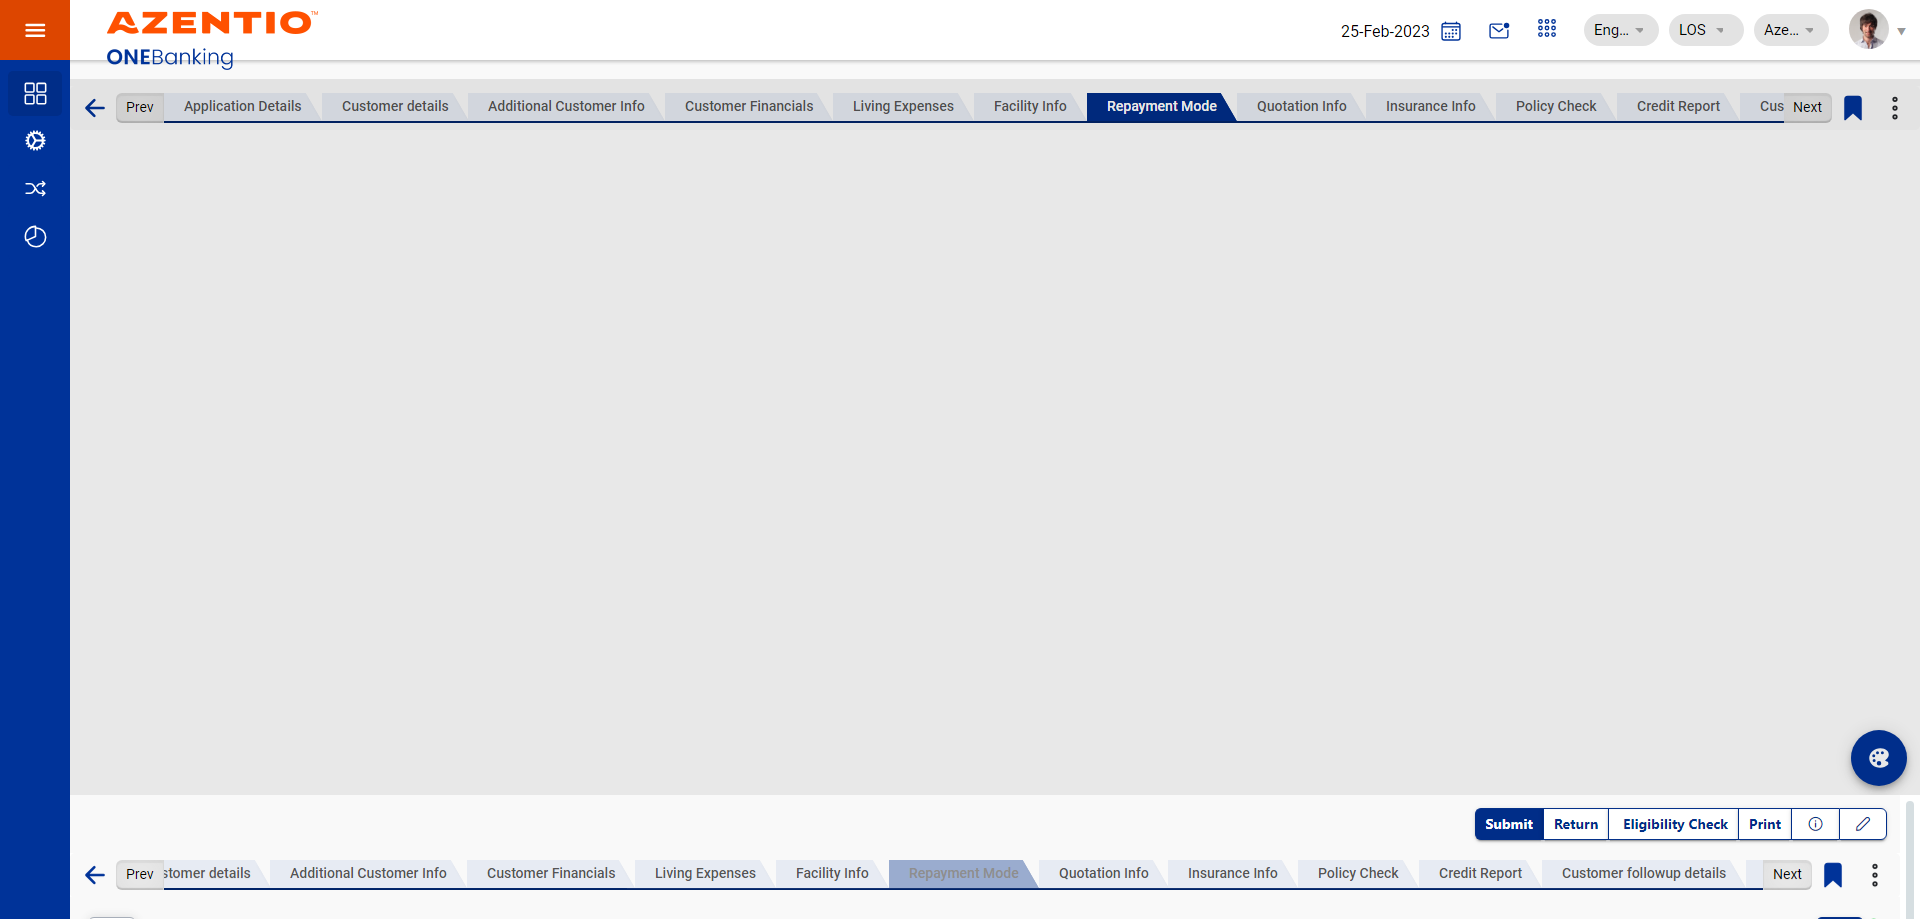 AZENTIO™
ONEBanking
25-Feb-2023
Eng...
LOS
Aze...
Prev
Application Details
Customer details
Additional Customer Info
Customer Financials
Living Expenses
Facility Info
Repayment Mode
Quotation Info
Insurance Info
Policy Check
Credit Report
Cus
Next
Submit
Return
Eligibility Check
Print
Prev
stomer details
Additional Customer Info
Customer Financials
Living Expenses
Facility Info
Repayment Mode
Quotation Info
Insurance Info
Policy Check
Credit Report
Customer followup details
Next